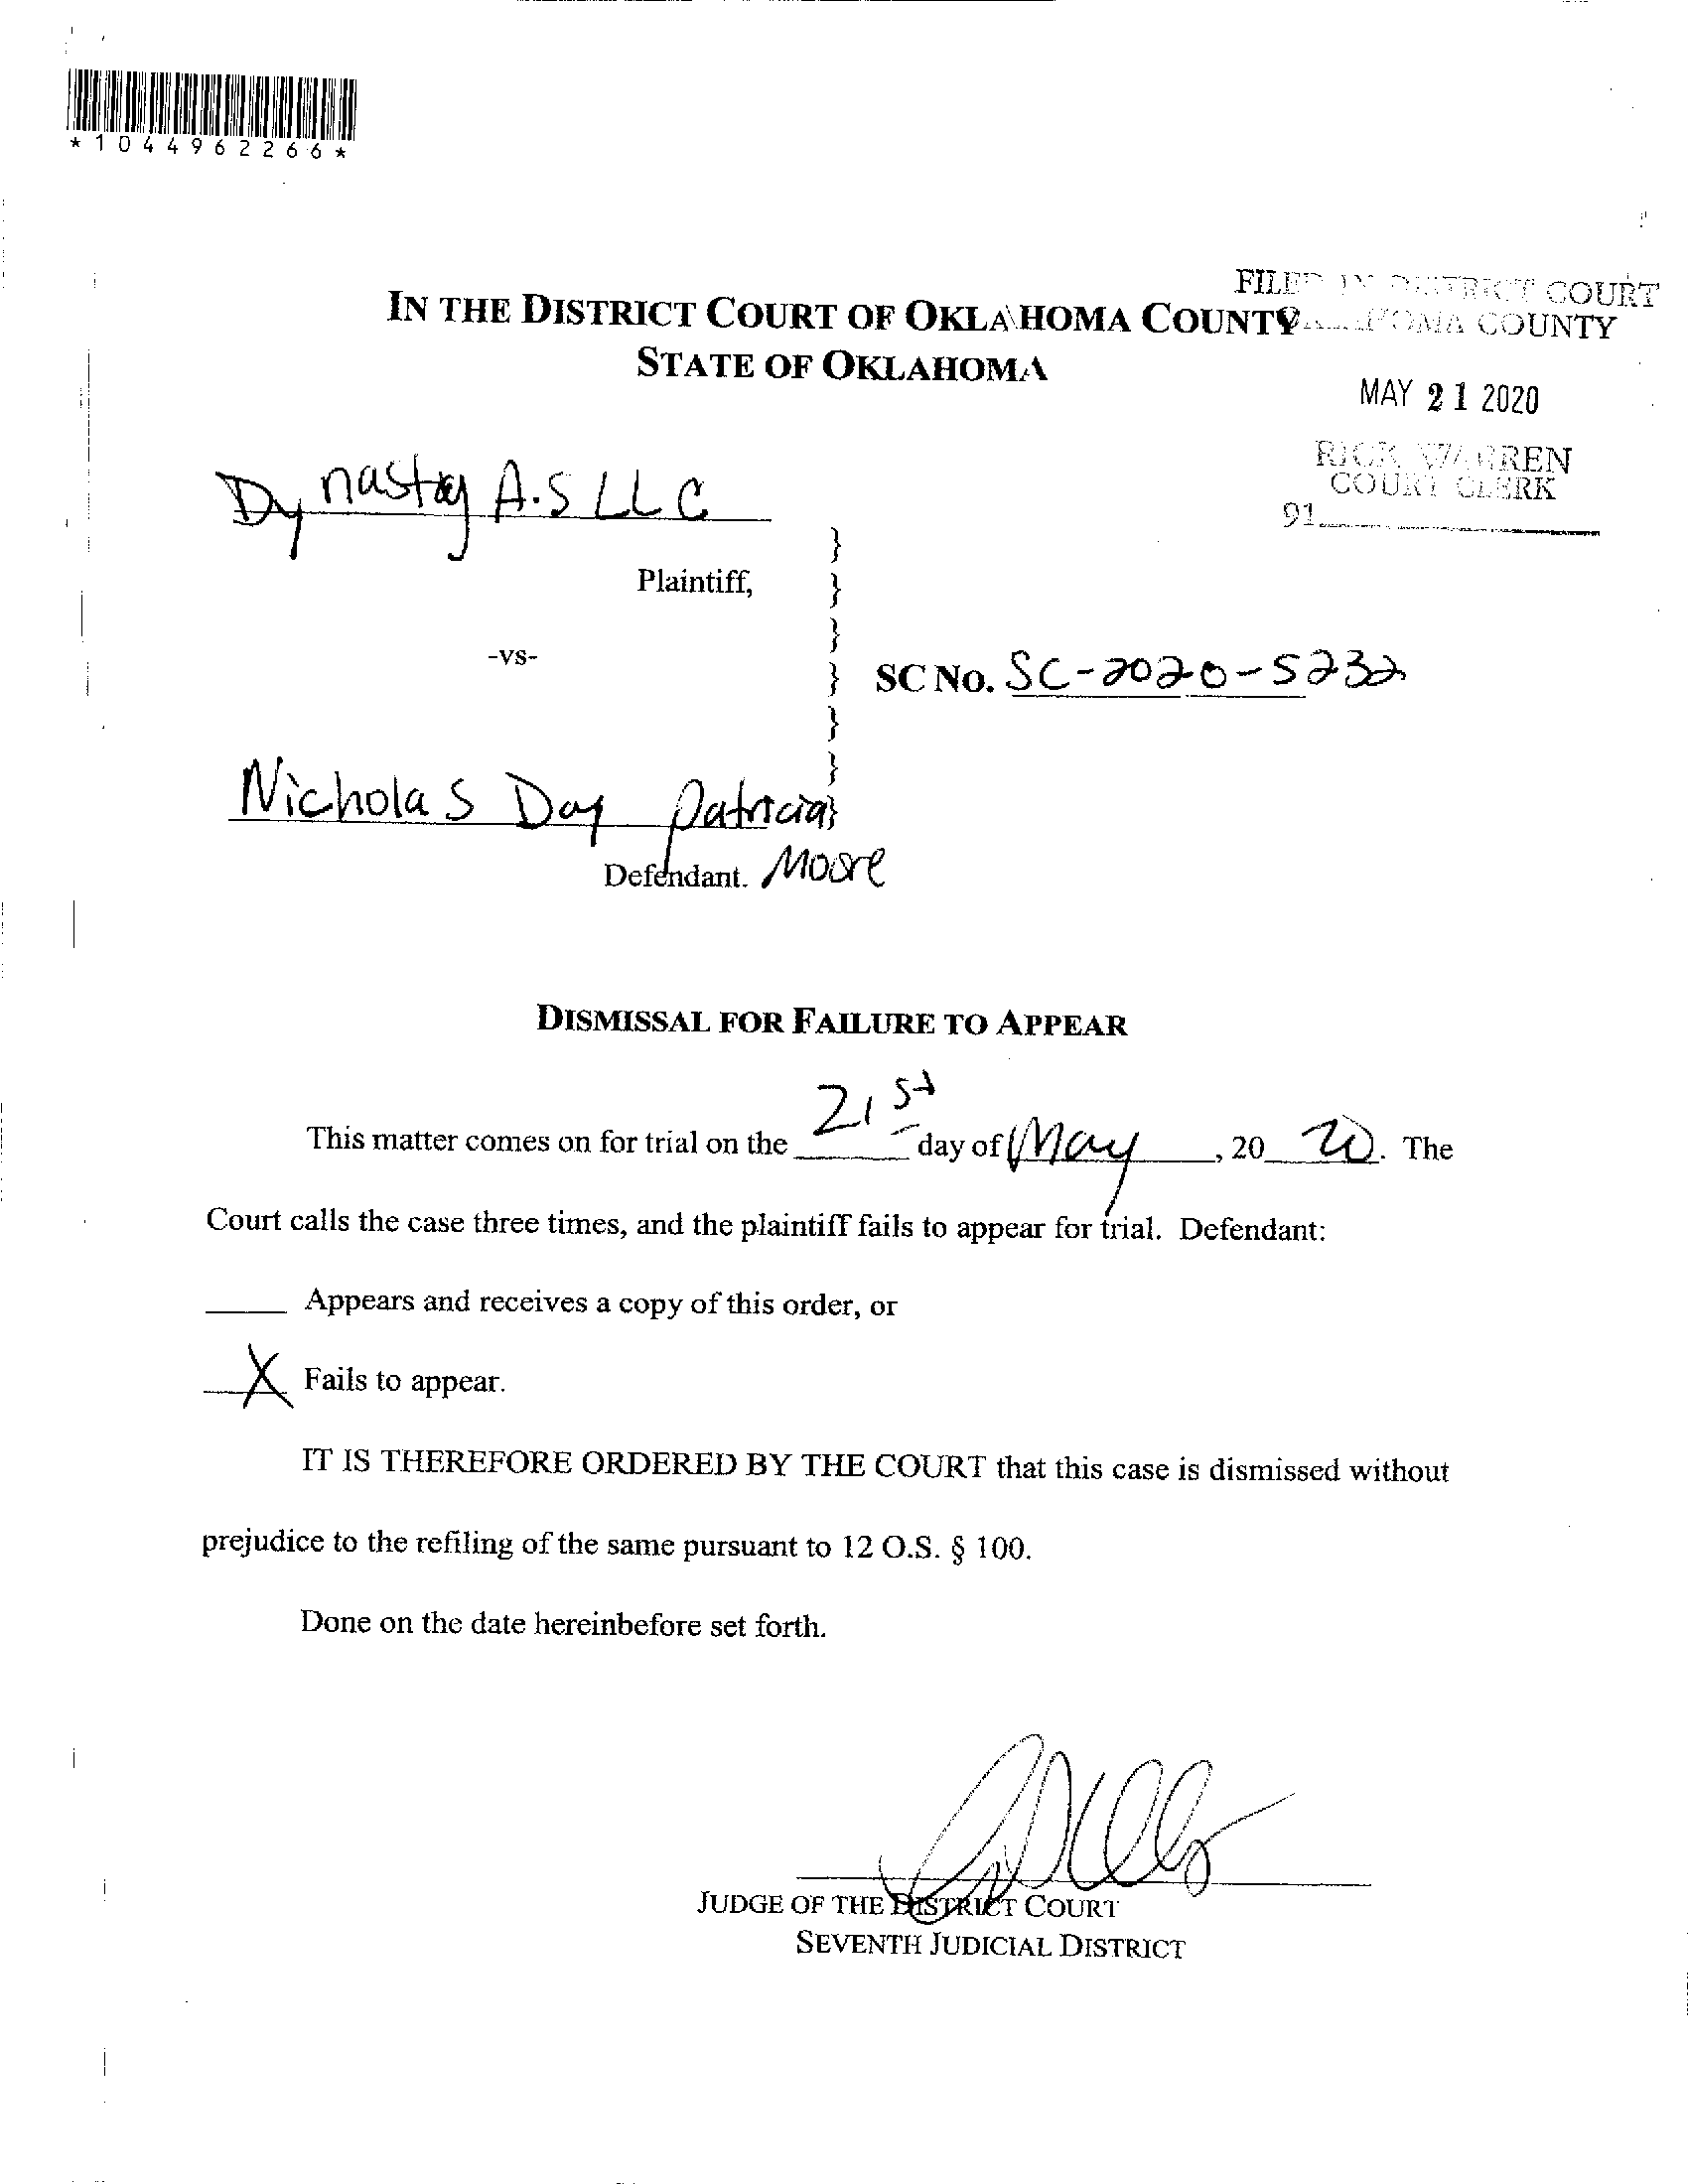 *1044962266*
FILED IN DISTRICT COURT
IN THE DISTRICT COURT OF OKLAHOMA COUNTY
OKLAHOMA COUNTY
STATE OF OKLAHOMA
MAY 21 2020
RICK WARREN
COURT CLERK
91
Dynasty A.S LLC
Plaintiff,
-vs-
SC NO. SC-2020-5232
Nicholas Day Patricia
Defendant. Moore
DISMISSAL FOR FAILURE TO APPEAR
This matter comes on for trial on the 21st day of May, 20 20. The
Court calls the case three times, and the plaintiff fails to appear for trial. Defendant:
____ Appears and receives a copy of this order, or
X Fails to appear.
IT IS THEREFORE ORDERED BY THE COURT that this case is dismissed without
prejudice to the refiling of the same pursuant to 12 O.S. § 100.
Done on the date hereinbefore set forth.
JUDGE OF THE DISTRICT COURT
SEVENTH JUDICIAL DISTRICT